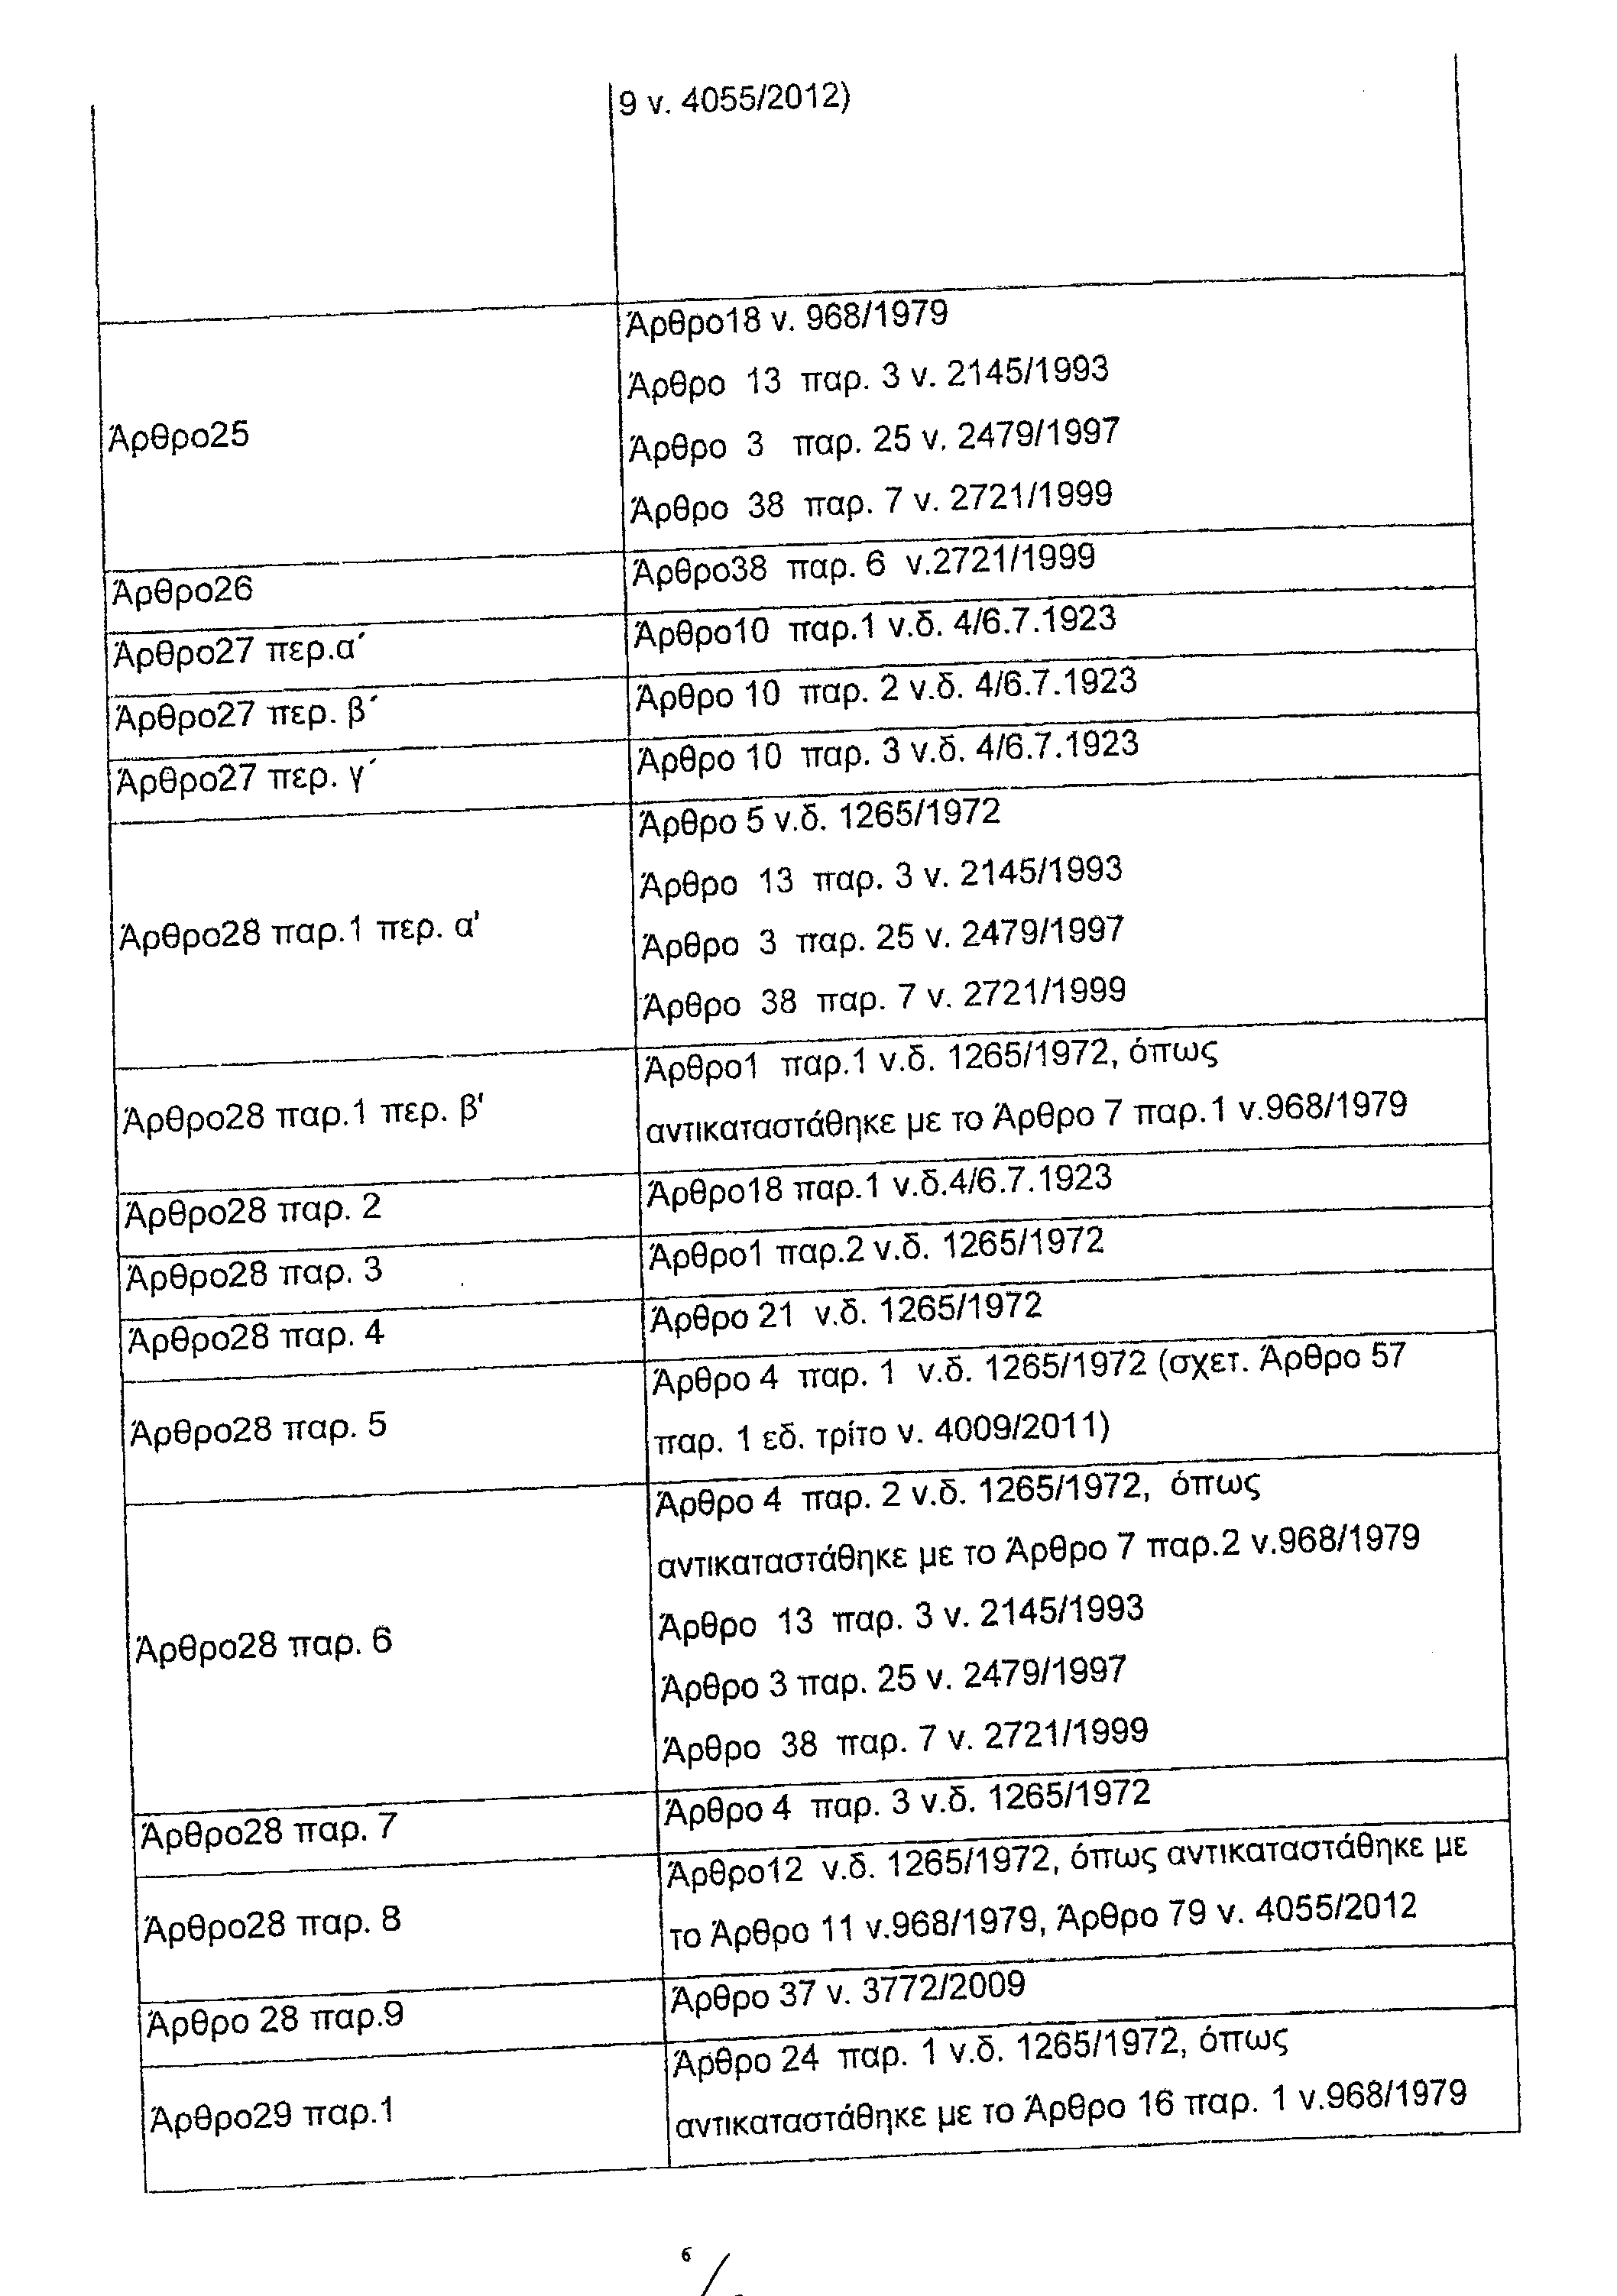 9 ν. 4055/2012)
Άρθρο18 ν. 968/1979
Άρθρο 13 παρ. 3 ν. 2145/1993
Άρθρο25
Άρθρο 3 παρ. 25 ν. 2479/1997
Άρθρο 38 παρ. 7 ν. 2721/1999
Άρθρο26
Άρθρο38 παρ. 6 ν.2721/1999
Άρθρο27 περ.α΄
Άρθρο10 παρ.1 ν.δ. 4/6.7.1923
Άρθρο27 περ. β΄
Άρθρο 10 παρ. 2 ν.δ. 4/6.7.1923
Άρθρο27 περ. γ΄
Άρθρο 10 παρ. 3 ν.δ. 4/6.7.1923
Άρθρο 5 ν.δ. 1265/1972
Άρθρο 13 παρ. 3 ν. 2145/1993
Άρθρο28 παρ.1 περ. α'
Άρθρο 3 παρ. 25 ν. 2479/1997
Άρθρο 38 παρ. 7 ν. 2721/1999
Άρθρο28 παρ.1 περ. β'
Άρθρο1 παρ.1 ν.δ. 1265/1972, όπως
αντικαταστάθηκε με το Άρθρο 7 παρ.1 ν.968/1979
Άρθρο28 παρ. 2
Άρθρο18 παρ.1 ν.δ.4/6.7.1923
Άρθρο28 παρ. 3
Άρθρο1 παρ.2 ν.δ. 1265/1972
Άρθρο28 παρ. 4
Άρθρο 21 ν.δ. 1265/1972
Άρθρο28 παρ. 5
Άρθρο 4 παρ. 1 ν.δ. 1265/1972 (σχετ. Άρθρο 57
παρ. 1 εδ. τρίτο ν. 4009/2011)
Άρθρο 4 παρ. 2 ν.δ. 1265/1972, όπως
αντικαταστάθηκε με το Άρθρο 7 παρ.2 ν.968/1979
Άρθρο28 παρ. 6
Άρθρο 13 παρ. 3 ν. 2145/1993
Άρθρο 3 παρ. 25 ν. 2479/1997
Άρθρο 38 παρ. 7 ν. 2721/1999
Άρθρο28 παρ. 7
Άρθρο 4 παρ. 3 ν.δ. 1265/1972
Άρθρο28 παρ. 8
Άρθρο12 ν.δ. 1265/1972, όπως αντικαταστάθηκε με
το Άρθρο 11 ν.968/1979, Άρθρο 79 ν. 4055/2012
Άρθρο 28 παρ.9
Άρθρο 37 ν. 3772/2009
Άρθρο29 παρ.1
Άρθρο 24 παρ. 1 ν.δ. 1265/1972, όπως
αντικαταστάθηκε με το Άρθρο 16 παρ. 1 ν.968/1979
6